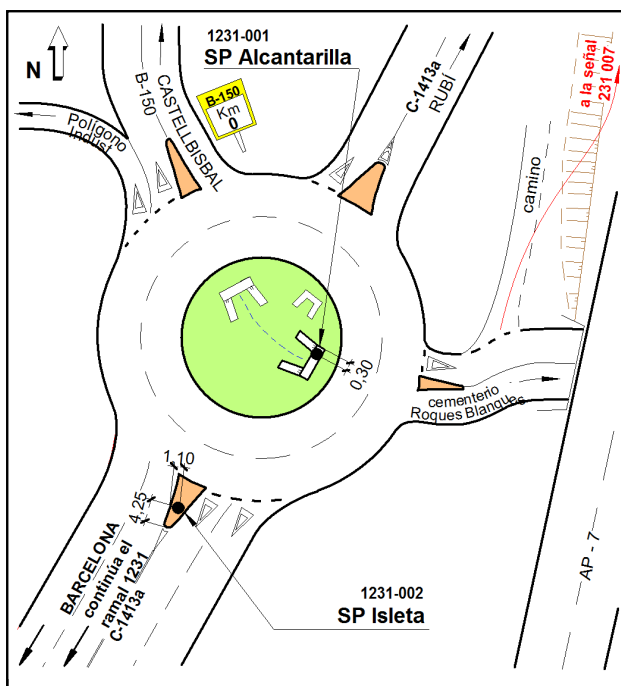 1231-001
SP Alcantarilla
N
B-150
CASTELLBISBAL
B-150
Km
0
C-1413a
RUBÍ
a la señal
231 007
Polígono
Indust
camino
0,30
cementerio
Roques Blanques
1,10
4,25
BARCELONA
continúa el
ramal 1231
C-1413a
1231-002
SP Isleta
AP - 7